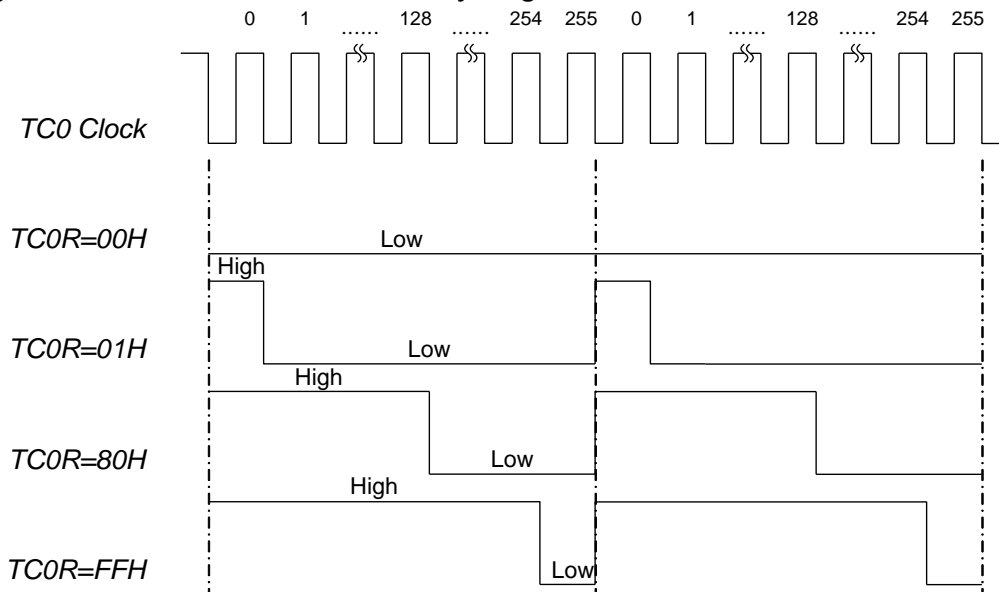 0 1 ...... 128 ...... 254 255 0 1 ...... 128 ...... 254 255
TC0 Clock
TC0R=00H
Low
High
TC0R=01H
Low
High
TC0R=80H
Low
High
TC0R=FFH
Low